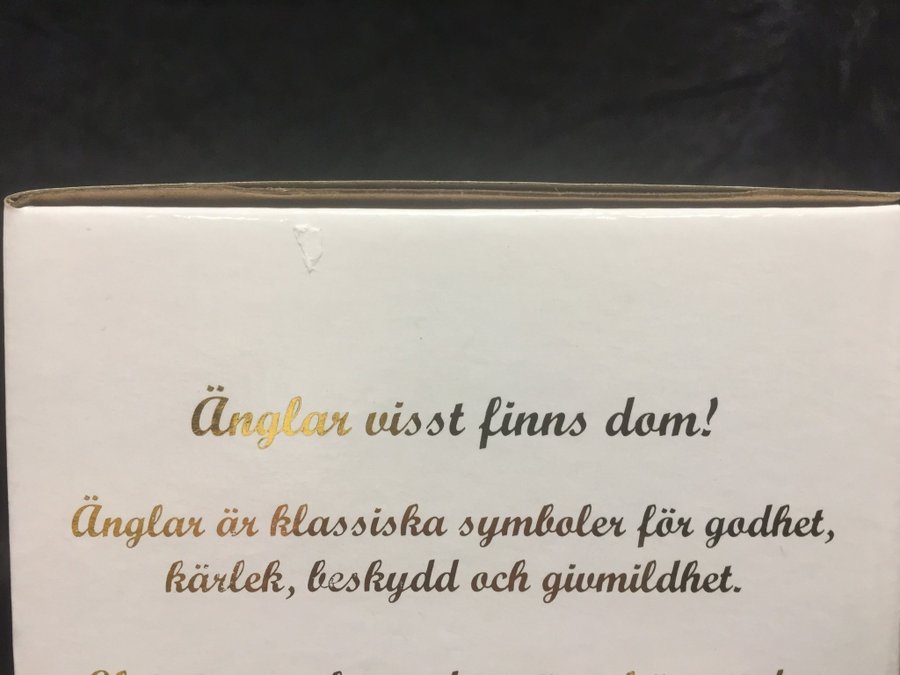 Änglar visst finns dom!
Änglar är klassiska symboler för godhet,
kärlek, beskydd och givmildhet.